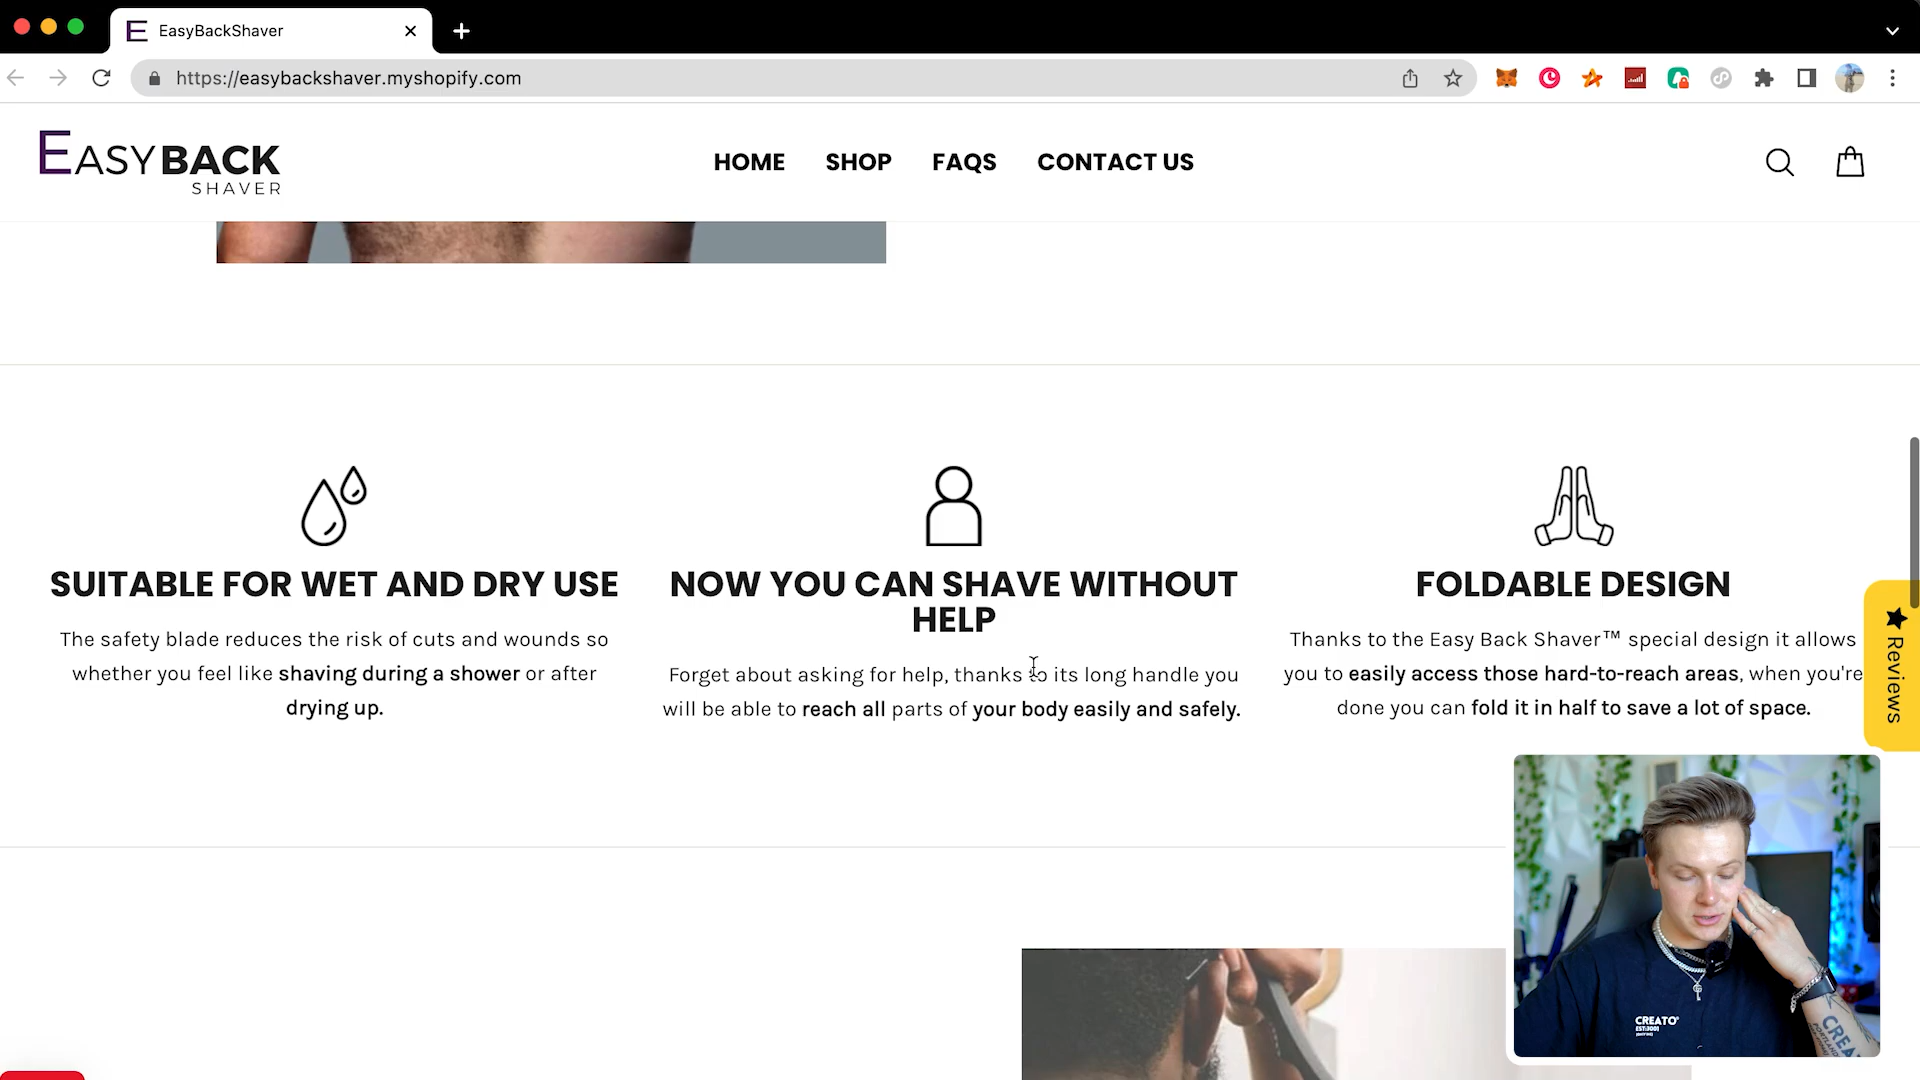 EasyBackShaver
https://easybackshaver.myshopify.com
EASYBACK
SHAVER
HOME
SHOP
FAQS
CONTACT US
SUITABLE FOR WET AND DRY USE
The safety blade reduces the risk of cuts and wounds so
whether you feel like shaving during a shower or after
drying up.
NOW YOU CAN SHAVE WITHOUT
HELP
Forget about asking for help, thanks to its long handle you
will be able to reach all parts of your body easily and safely.
FOLDABLE DESIGN
Thanks to the Easy Back Shaver™ special design it allows
you to easily access those hard-to-reach areas, when you're
done you can fold it in half to save a lot of space.
★ Reviews
CREATO